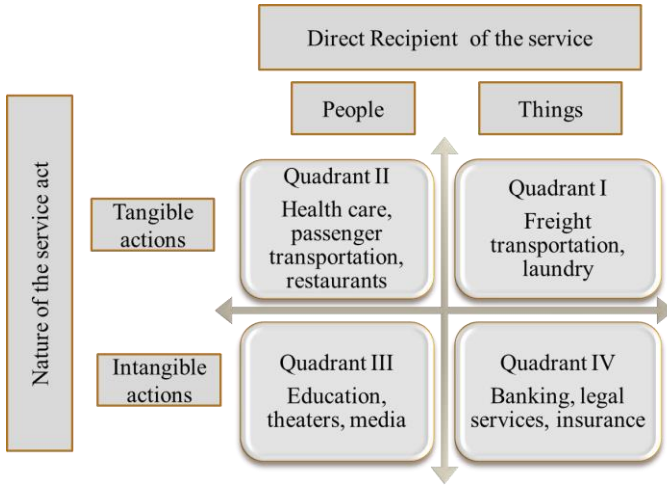 Direct Recipient of the service
People
Things
Nature of the service act
Tangible
actions
Quadrant II
Health care,
passenger
transportation,
restaurants
Quadrant I
Freight
transportation,
laundry
Intangible
actions
Quadrant III
Education,
theaters, media
Quadrant IV
Banking, legal
services, insurance